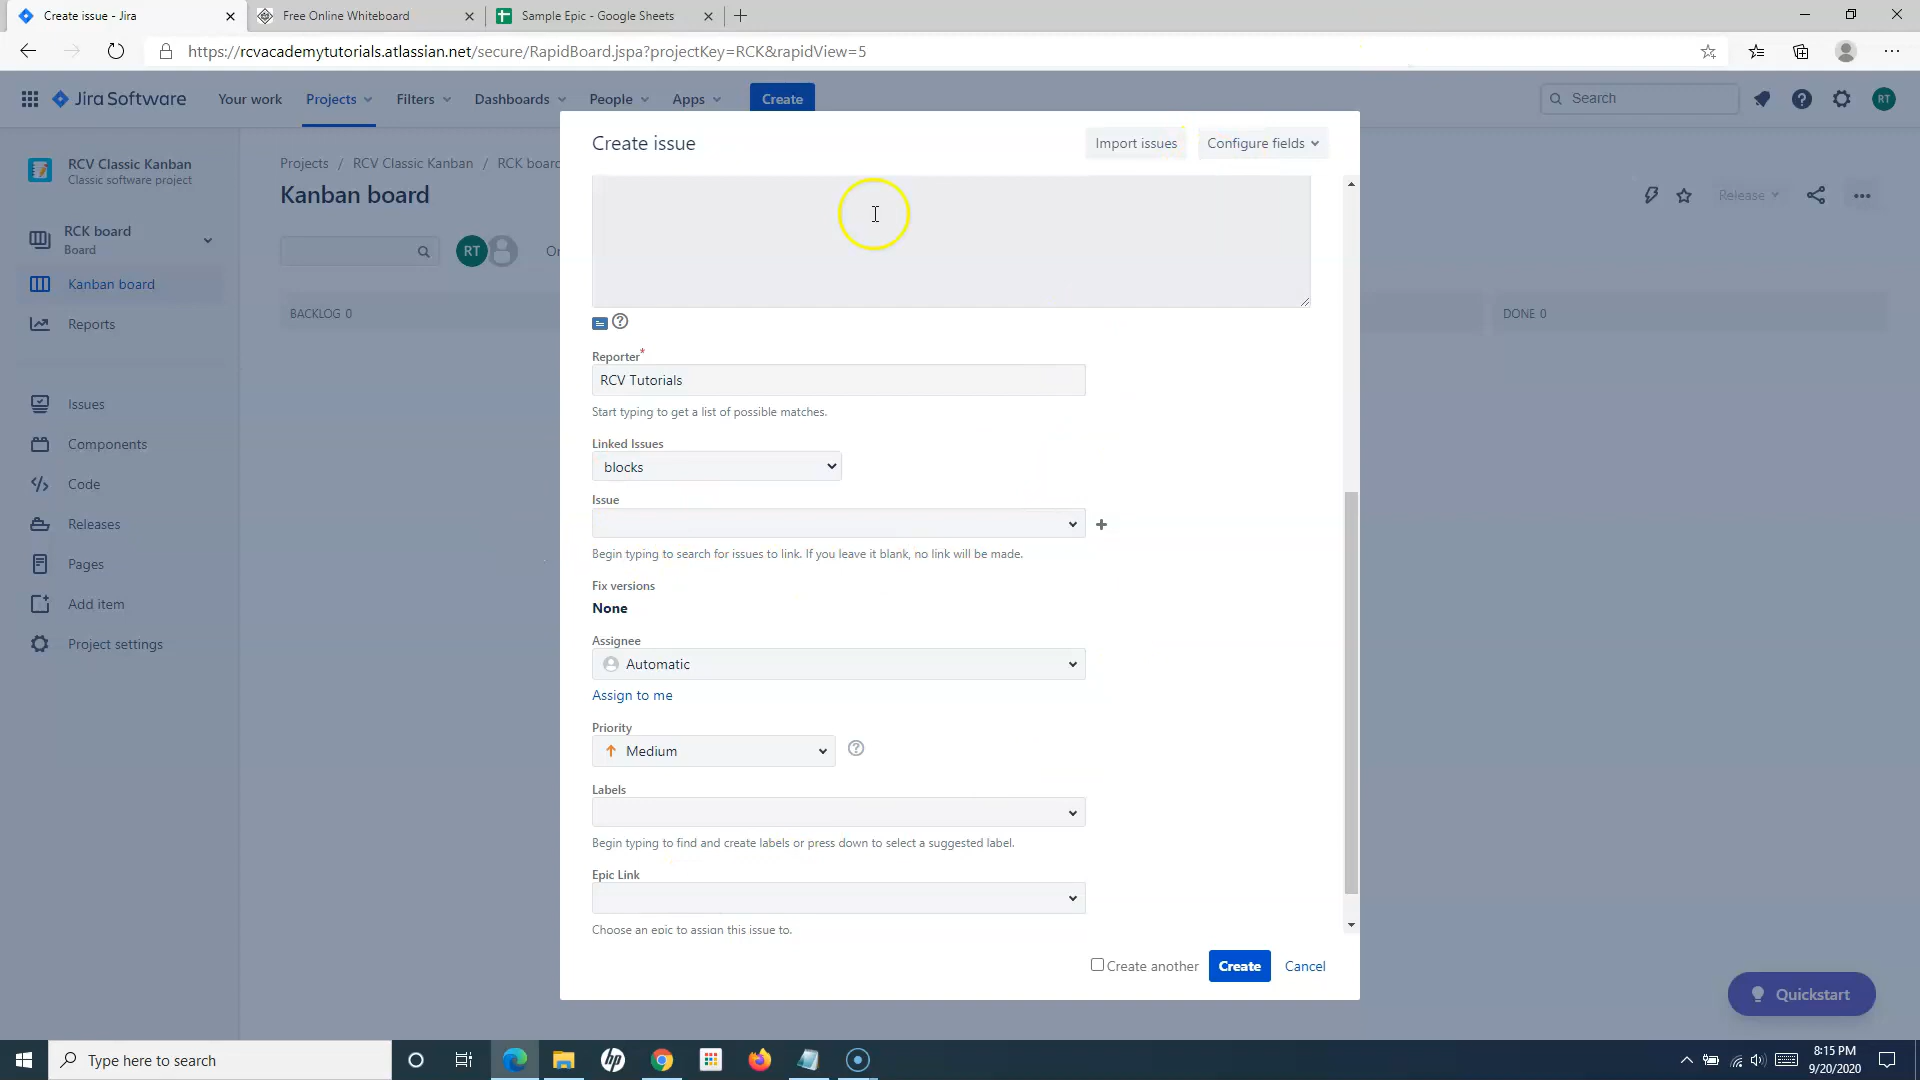 Create issue - Jira
Free Online Whiteboard
Sample Epic - Google Sheets
https://rcvacademytutorials.atlassian.net/secure/RapidBoard.jspa?projectKey=RCK&rapidView=5
Jira Software
Your work
Projects
Filters
Dashboards
People
Apps
Create
Search
RT
RCV Classic Kanban
Classic software project
RCK board
Board
Kanban board
Reports
Issues
Components
Code
Releases
Pages
Add item
Project settings
Projects / RCV Classic Kanban / RCK board
Kanban board
RT
On
Release
BACKLOG 0
DONE 0
Create issue
Import issues
Configure fields
Reporter*
RCV Tutorials
Start typing to get a list of possible matches.
Linked Issues
blocks
Issue
Begin typing to search for issues to link. If you leave it blank, no link will be made.
Fix versions
None
Assignee
Automatic
Assign to me
Priority
Medium
Labels
Begin typing to find and create labels or press down to select a suggested label.
Epic Link
Choose an epic to assign this issue to.
Create another
Create
Cancel
Quickstart
Type here to search
hp
8:15 PM
9/20/2020